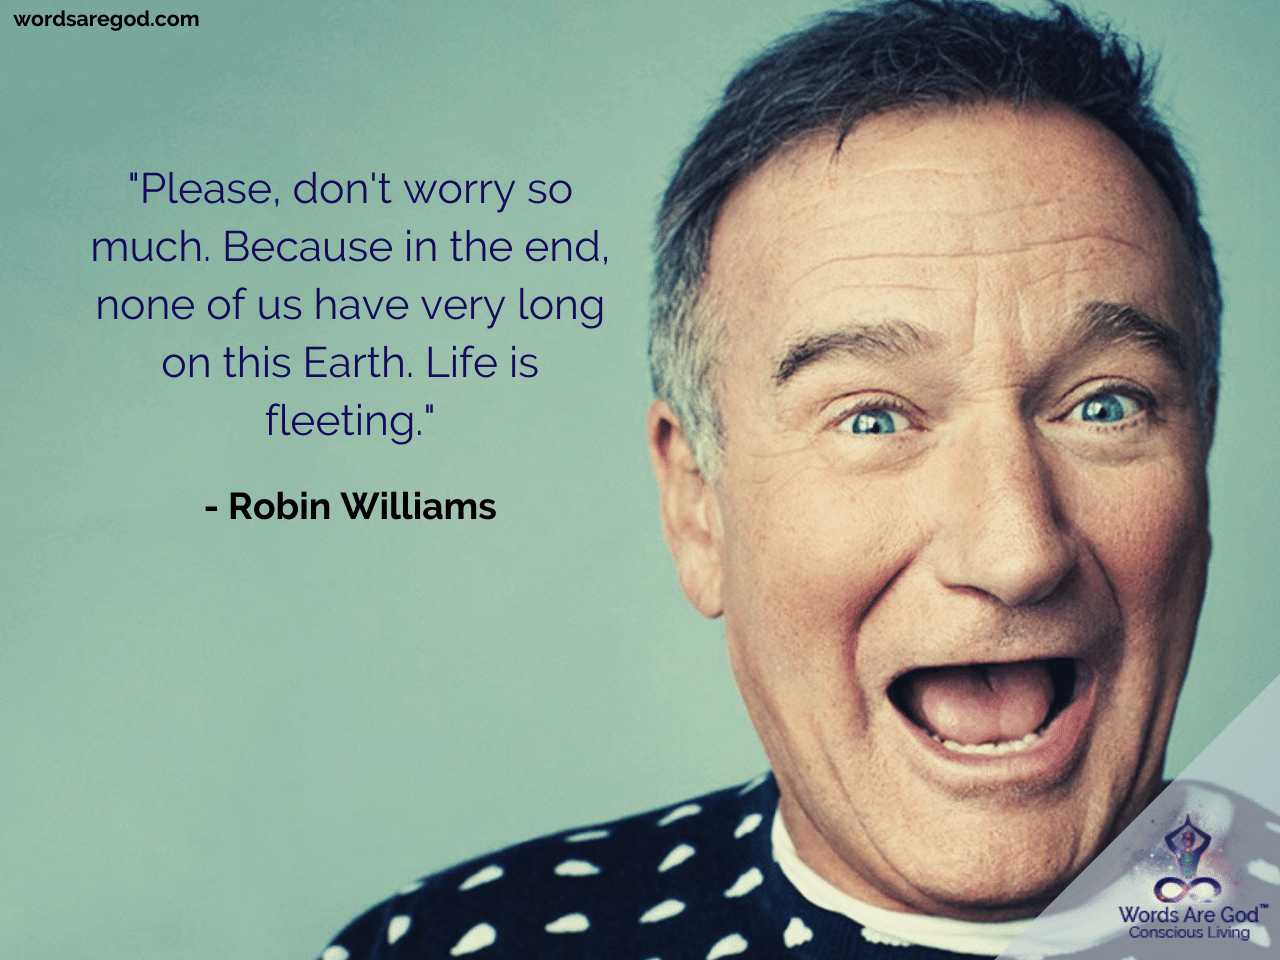 wordsaregod.com
"Please, don't worry so
much. Because in the end,
none of us have very long
on this Earth. Life is
fleeting."
- Robin Williams
Words Are God™
Conscious Living